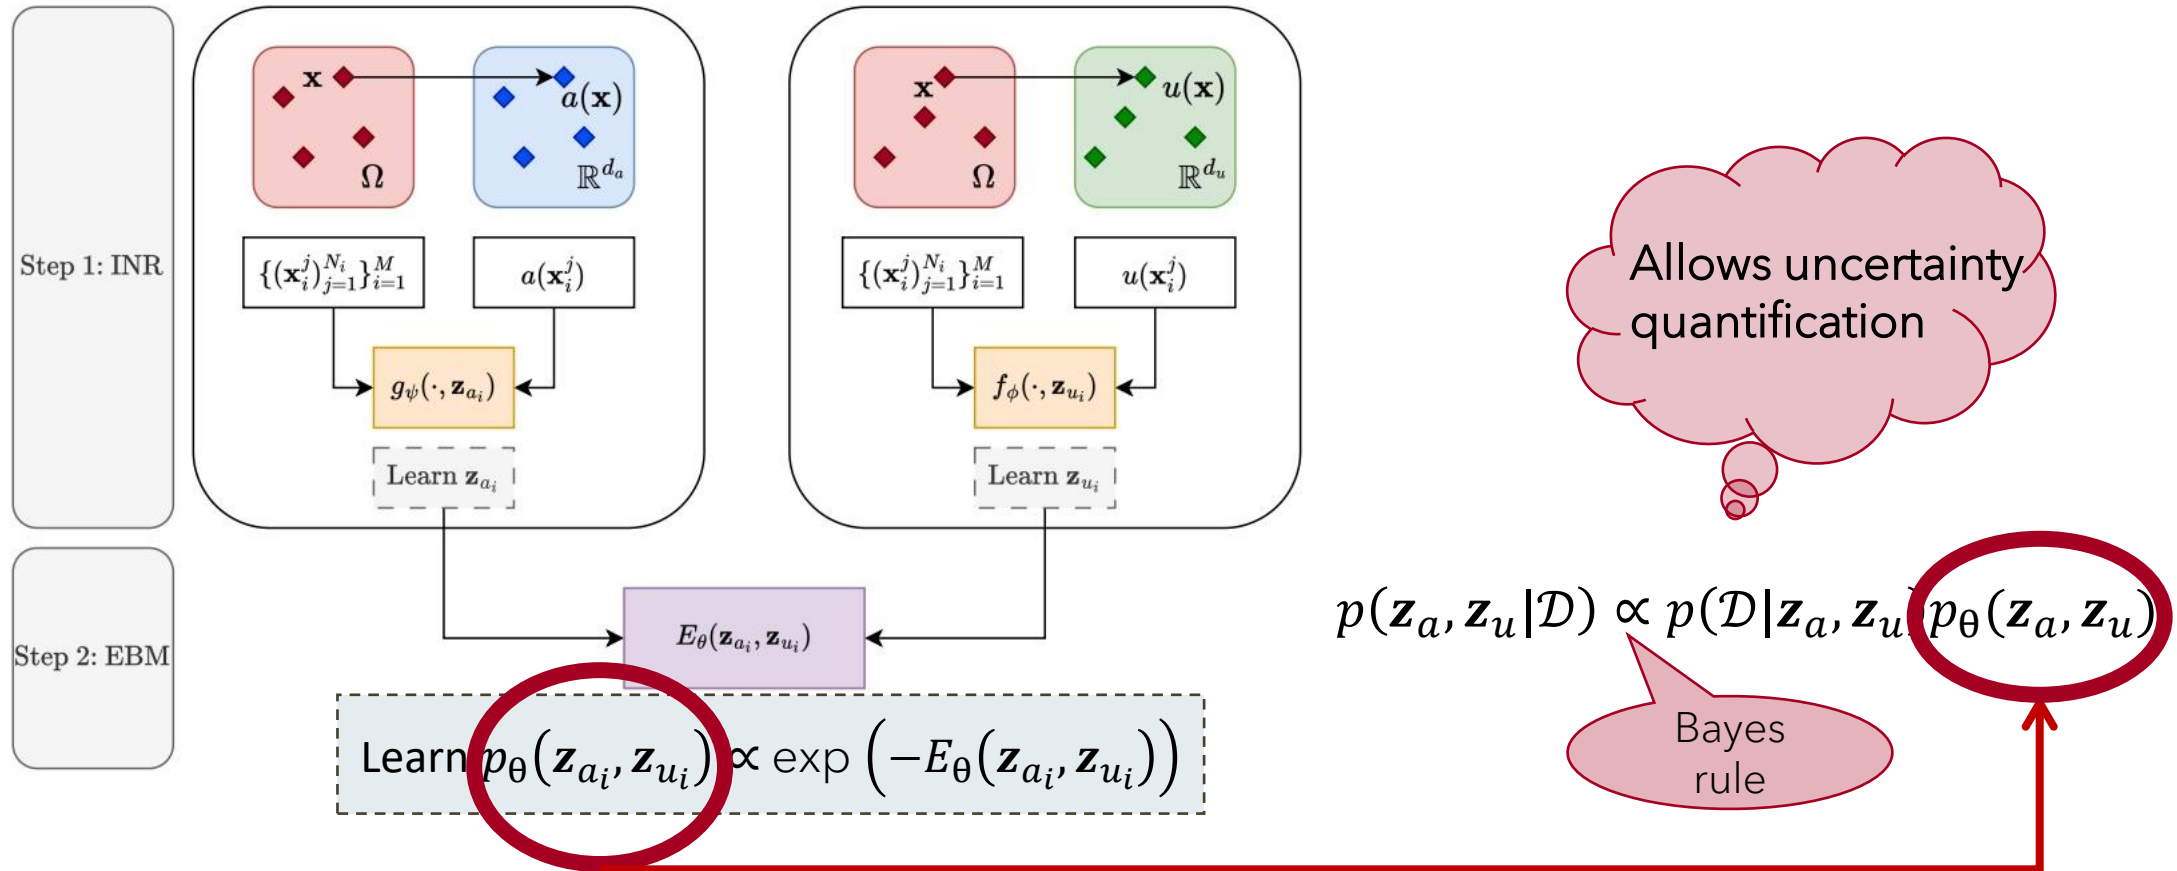 Step 1: INR
x
a(x)
Ω
ℝ^{d_a}
{(x_i^j)_{j=1}^{N_i}}_{i=1}^M
a(x_i^j)
g_ψ(·, z_{a_i})
Learn z_{a_i}
x
u(x)
Ω
ℝ^{d_u}
{(x_i^j)_{j=1}^{N_i}}_{i=1}^M
u(x_i^j)
f_ϕ(·, z_{u_i})
Learn z_{u_i}
Allows uncertainty
quantification
Step 2: EBM
E_θ(z_{a_i}, z_{u_i})
Learn p_θ(z_{a_i}, z_{u_i}) ∝ exp (−E_θ(z_{a_i}, z_{u_i}))
p(z_a, z_u|𝒟) ∝ p(𝒟|z_a, z_u)p_θ(z_a, z_u)
Bayes
rule